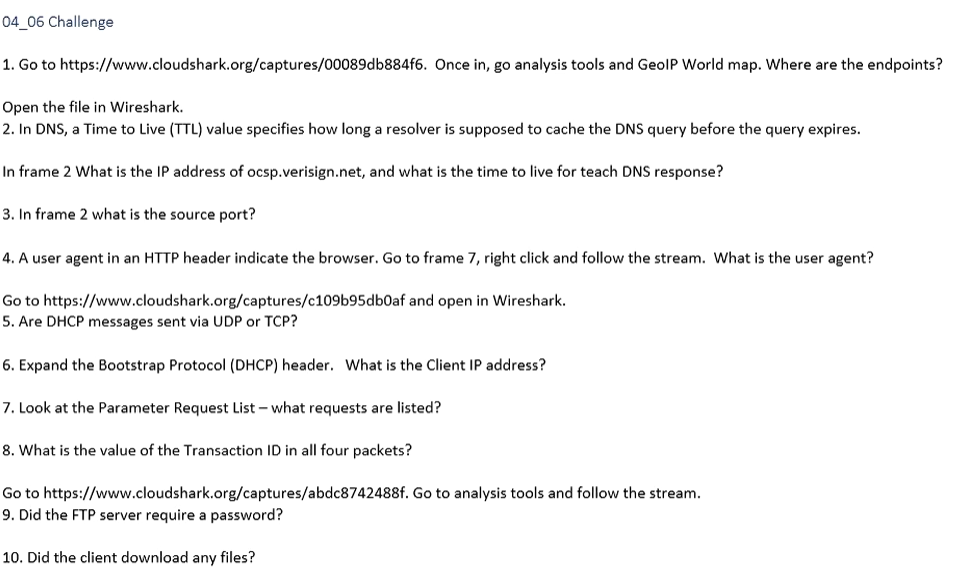 04_06 Challenge
1. Go to https://www.cloudshark.org/captures/00089db884f6. Once in, go analysis tools and GeoIP World map. Where are the endpoints?
Open the file in Wireshark.
2. In DNS, a Time to Live (TTL) value specifies how long a resolver is supposed to cache the DNS query before the query expires.
In frame 2 What is the IP address of ocsp.verisign.net, and what is the time to live for teach DNS response?
3. In frame 2 what is the source port?
4. A user agent in an HTTP header indicate the browser. Go to frame 7, right click and follow the stream. What is the user agent?
Go to https://www.cloudshark.org/captures/c109b95db0af and open in Wireshark.
5. Are DHCP messages sent via UDP or TCP?
6. Expand the Bootstrap Protocol (DHCP) header. What is the Client IP address?
7. Look at the Parameter Request List – what requests are listed?
8. What is the value of the Transaction ID in all four packets?
Go to https://www.cloudshark.org/captures/abdc8742488f. Go to analysis tools and follow the stream.
9. Did the FTP server require a password?
10. Did the client download any files?